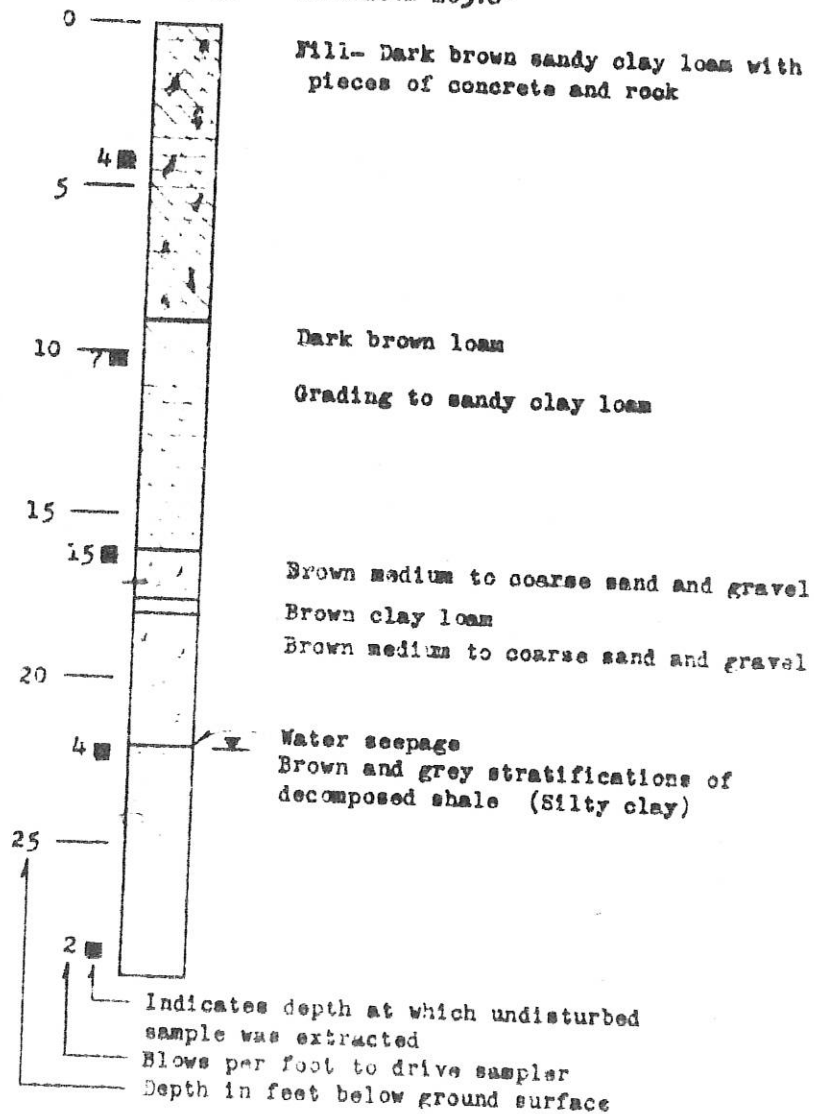 0
Fill- Dark brown sandy clay loam with
pieces of concrete and rock
4
5
10
7
Dark brown loam
Grading to sandy clay loam
15
15
Brown medium to coarse sand and gravel
Brown clay loam
Brown medium to coarse sand and gravel
20
4
Water seepage
Brown and grey stratifications of
decomposed shale (Silty clay)
25
2
Indicates depth at which undisturbed
sample was extracted
Blows per foot to drive sampler
Depth in feet below ground surface